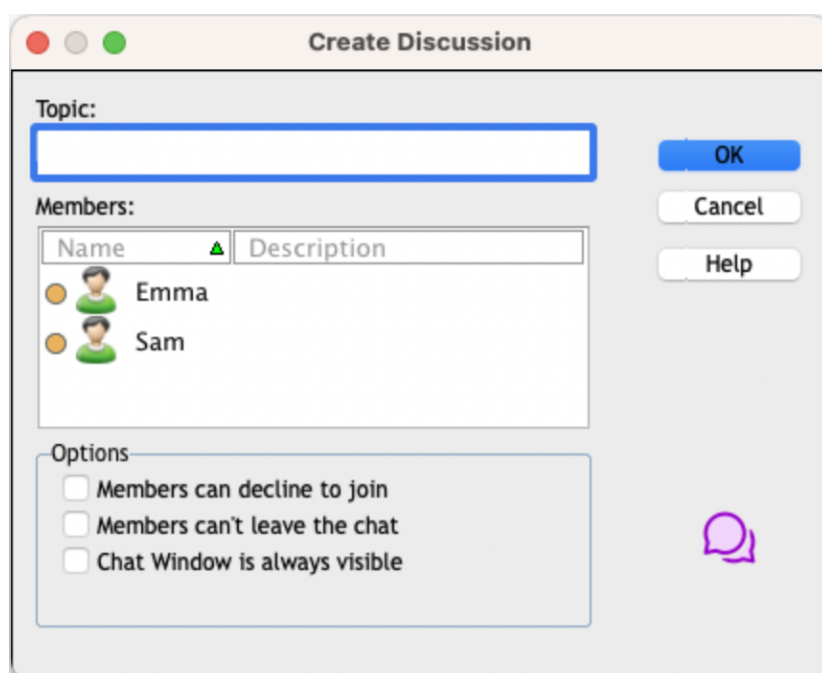 Create Discussion
Topic:
OK
Members:
Cancel
Name Description
Help
Emma
Sam
Options
Members can decline to join
Members can't leave the chat
Chat Window is always visible